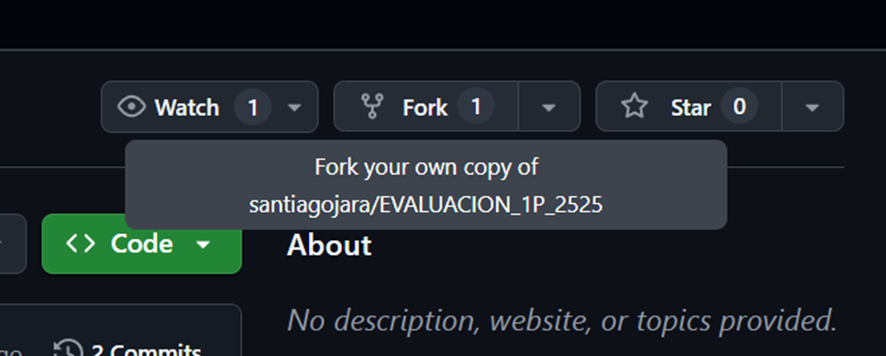 Watch 1 Fork 1 Star 0
Fork your own copy of
santiagojara/EVALUACION_1P_2525
Code
About
No description, website, or topics provided.
go 2 Commits